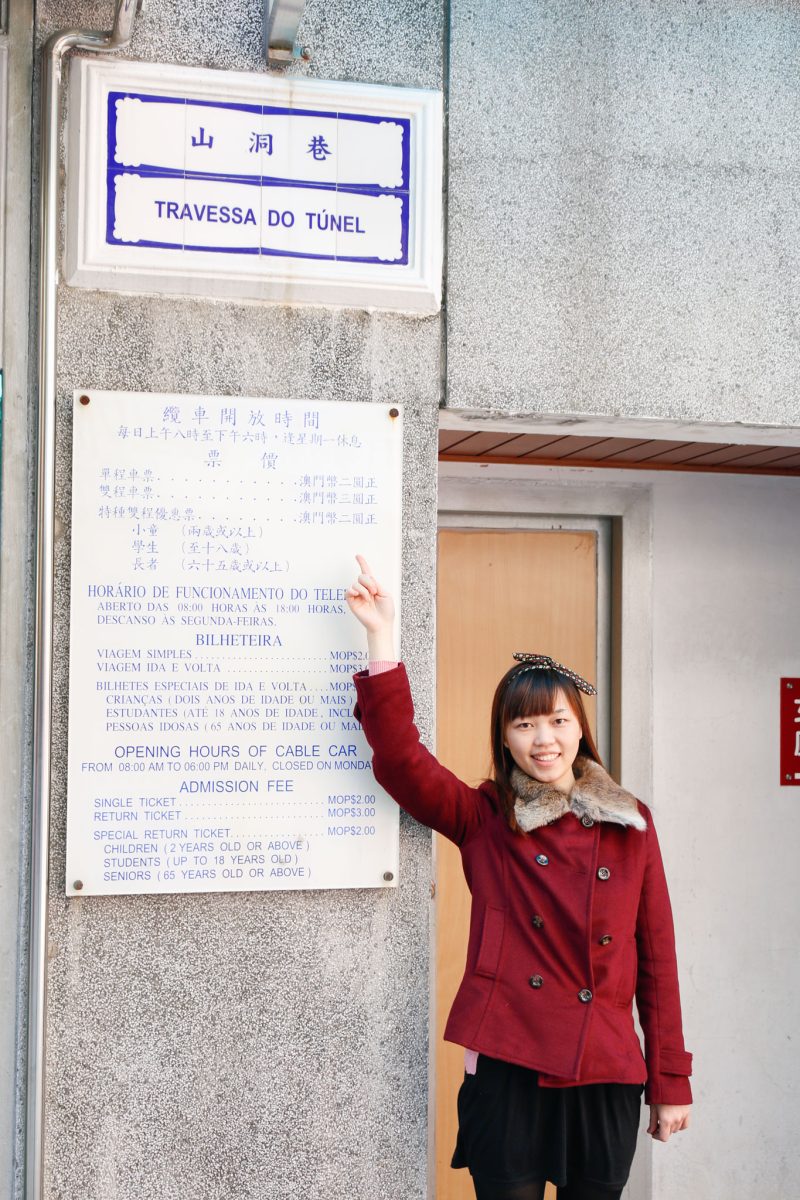 山洞巷
TRAVESSA DO TÚNEL
纜車開放時間
每日上午八時至下午六時，逢星期一休息
票 價
單程車票............澳門幣二圓正
雙程車票............澳門幣三圓正
特種雙程優惠票..........澳門幣二圓正
小童 （兩歲或以上）
學生 （至十八歲）
長者 （六十五歲或以上）
HORÁRIO DE FUNCIONAMENTO DO
ABERTO DAS 08:00 HORAS ÀS 18:00 HORAS,
DESCANSO ÀS SEGUNDA-FEIRAS.
BILHETEIRA
VIAGEM SIMPLES........................MOP$2.0
VIAGEM IDA E VOLTA ...................MOP$3.
BILHETES ESPECIAIS DE IDA E VOLTA....MOP$
CRIANÇAS ( DOIS ANOS DE IDADE OU MAIS )
ESTUDANTES (ATÉ 18 ANOS DE IDADE,
PESSOAS IDOSAS (65 ANOS DE IDADE OU
OPENING HOURS OF CABLE CAR
FROM 08:00 AM TO 06:00 PM DAILY, CLOSED ON
ADMISSION FEE
SINGLE TICKET........................MOP$2.00
RETURN TICKET........................MOP$3.00
SPECIAL RETURN TICKET................MOP$2.00
CHILDREN ( 2 YEARS OLD OR ABOVE )
STUDENTS ( UP TO 18 YEARS OLD )
SENIORS ( 65 YEARS OLD OR ABOVE )